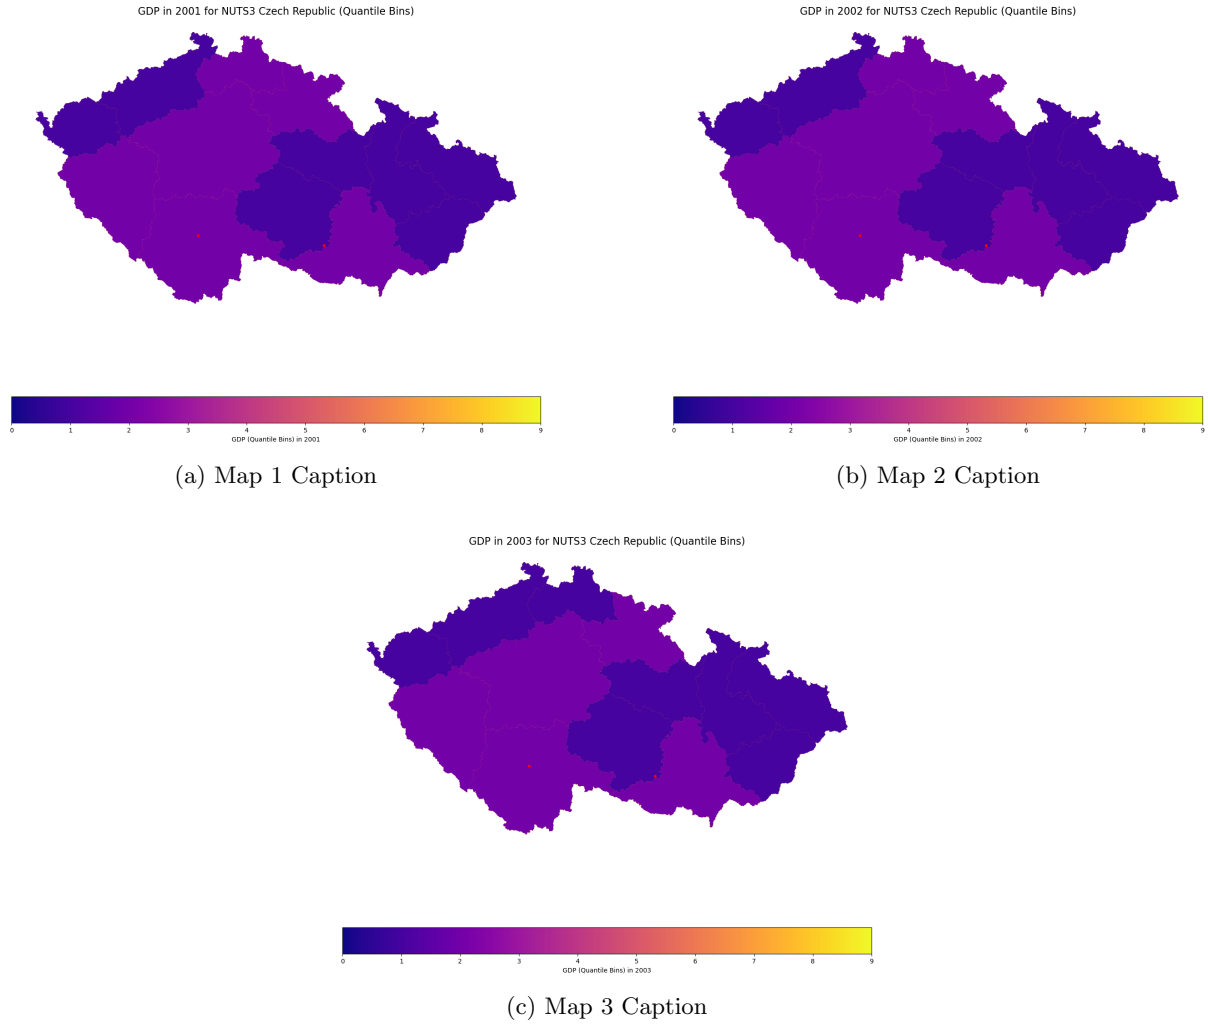 GDP in 2001 for NUTS3 Czech Republic (Quantile Bins)
0 1 2 3 4 5 6 7 8 9
GDP (Quantile Bins) in 2001
(a) Map 1 Caption
GDP in 2002 for NUTS3 Czech Republic (Quantile Bins)
0 1 2 3 4 5 6 7 8 9
GDP (Quantile Bins) in 2002
(b) Map 2 Caption
GDP in 2003 for NUTS3 Czech Republic (Quantile Bins)
0 1 2 3 4 5 6 7 8 9
GDP (Quantile Bins) in 2003
(c) Map 3 Caption